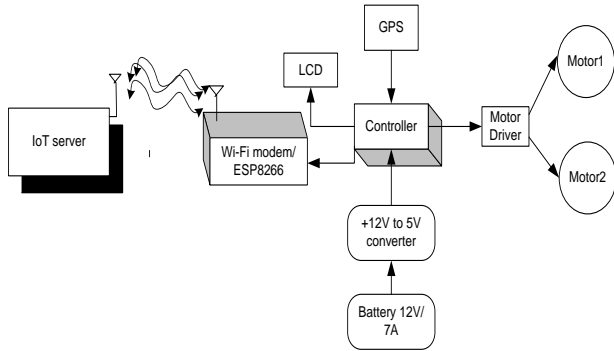 GPS
Motor1
LCD
IoT server
Controller
Motor
Driver
Wi-Fi modem/
ESP8266
Motor2
+12V to 5V
converter
Battery 12V/
7A